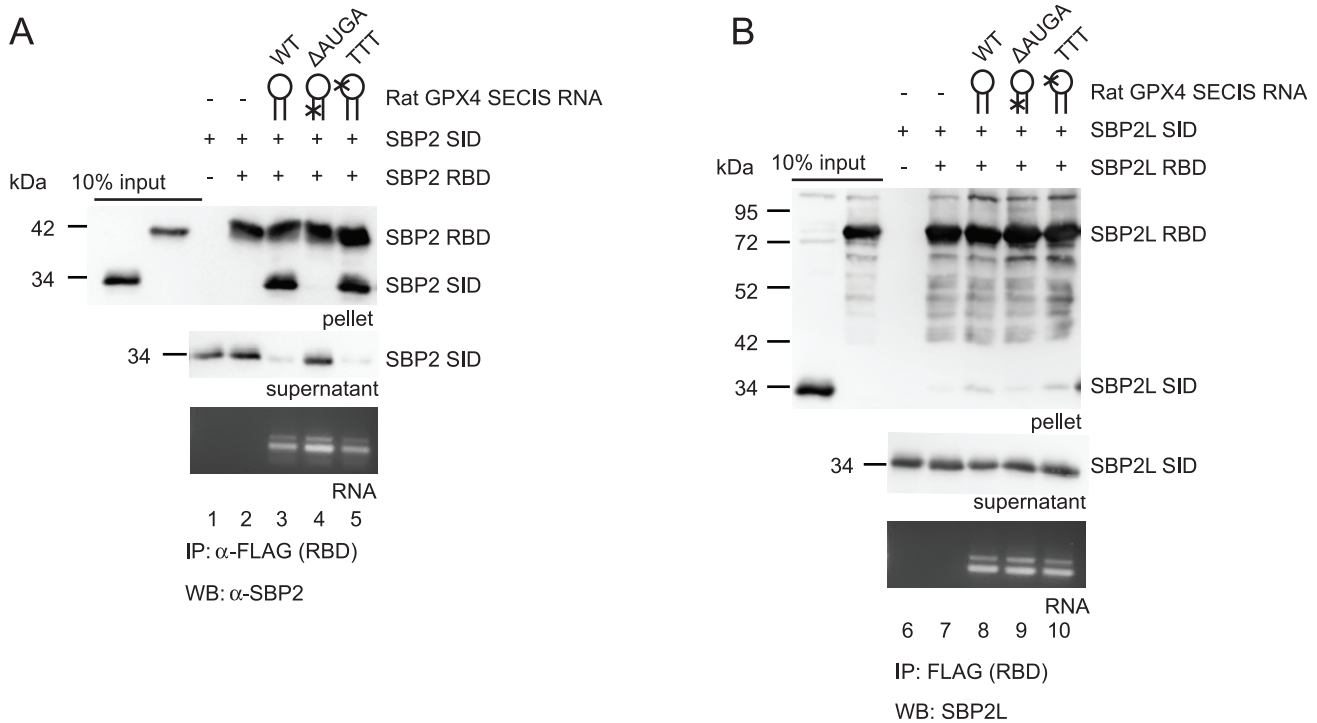 A
WT
ΔAUGA
TTT
Rat GPX4 SECIS RNA
- -
+ + + + + SBP2 SID
- + + + + SBP2 RBD
kDa
10% input
42
SBP2 RBD
34
SBP2 SID
pellet
34
SBP2 SID
supernatant
RNA
1 2 3 4 5
IP: α-FLAG (RBD)
WB: α-SBP2
B
WT
ΔAUGA
TTT
Rat GPX4 SECIS RNA
- -
+ + + + + SBP2L SID
- + + + + SBP2L RBD
kDa
10% input
95
SBP2L RBD
72
52
42
34
SBP2L SID
pellet
34
SBP2L SID
supernatant
RNA
6 7 8 9 10
IP: FLAG (RBD)
WB: SBP2L